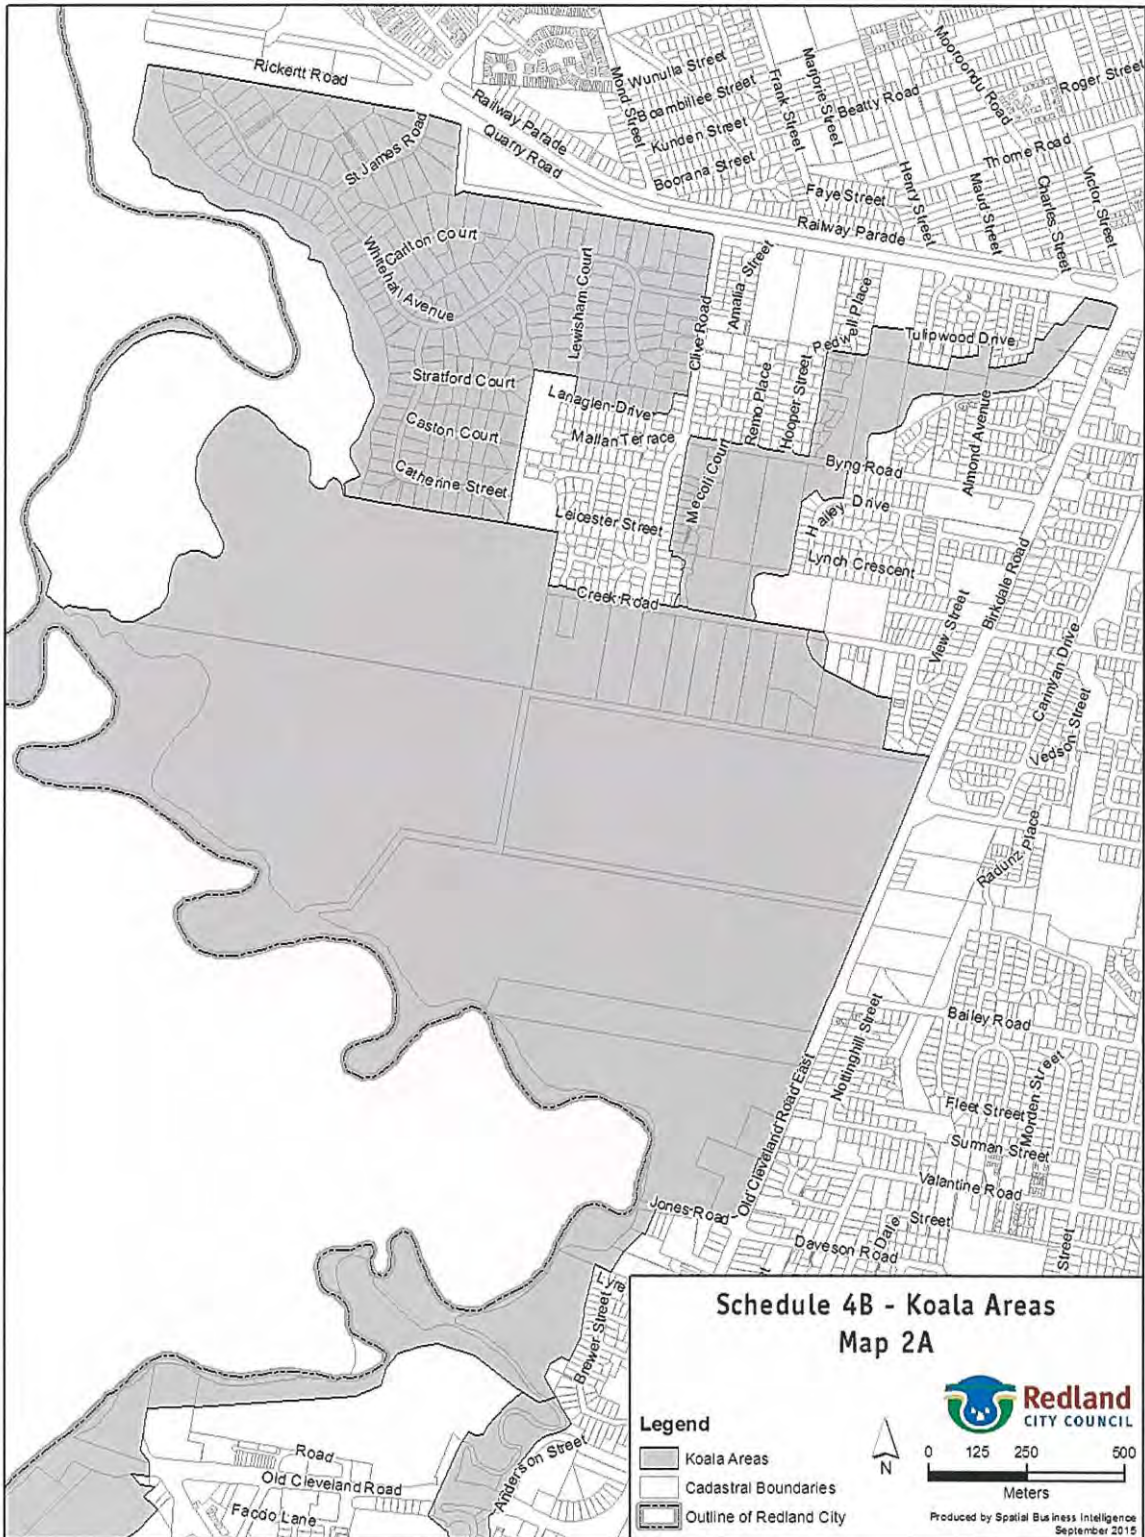 Rickertt Road
Railway Parade
Quarry Road
Mond Street
Wunulla Street
Boambillee Street
Kunden Street
Boorana Street
Frank Street
Marjorie Street
Beatty Road
Mooroondu Road
Roger Street
Thorne Road
Henry Street
Faye Street
Maud Street
Charles Street
Victor Street
Railway Parade
St James Road
Carlton Court
Whitehall Avenue
Lewisham Court
Clive Road
Amalia Street
Pedwell Place
Tulipwood Drive
Stratford Court
Lanaglen Drive
Remo Place
Hooper Street
Caston Court
Mallan Terrace
Almond Avenue
Catherine Street
Mecoli Court
Byng Road
Leicester Street
Hailey Drive
Lynch Crescent
Creek Road
View Street
Birkdale Road
Carinyan Drive
Vedson Street
Radunz Place
Bailey Road
Nottinghill Street
Fleet Street
Morden Street
Surman Street
Old Cleveland Road East
Valantine Road
Jones Road
Dale Street
Daveson Road
Street
Lyre
Brewer Street
Anderson Street
Road
Old Cleveland Road
Facdo Lane
Schedule 4B - Koala Areas
Map 2A
Redland
CITY COUNCIL
Legend
Koala Areas
Cadastral Boundaries
Outline of Redland City
N
0 125 250 500
Meters
Produced by Spatial Business Intelligence
September 2015